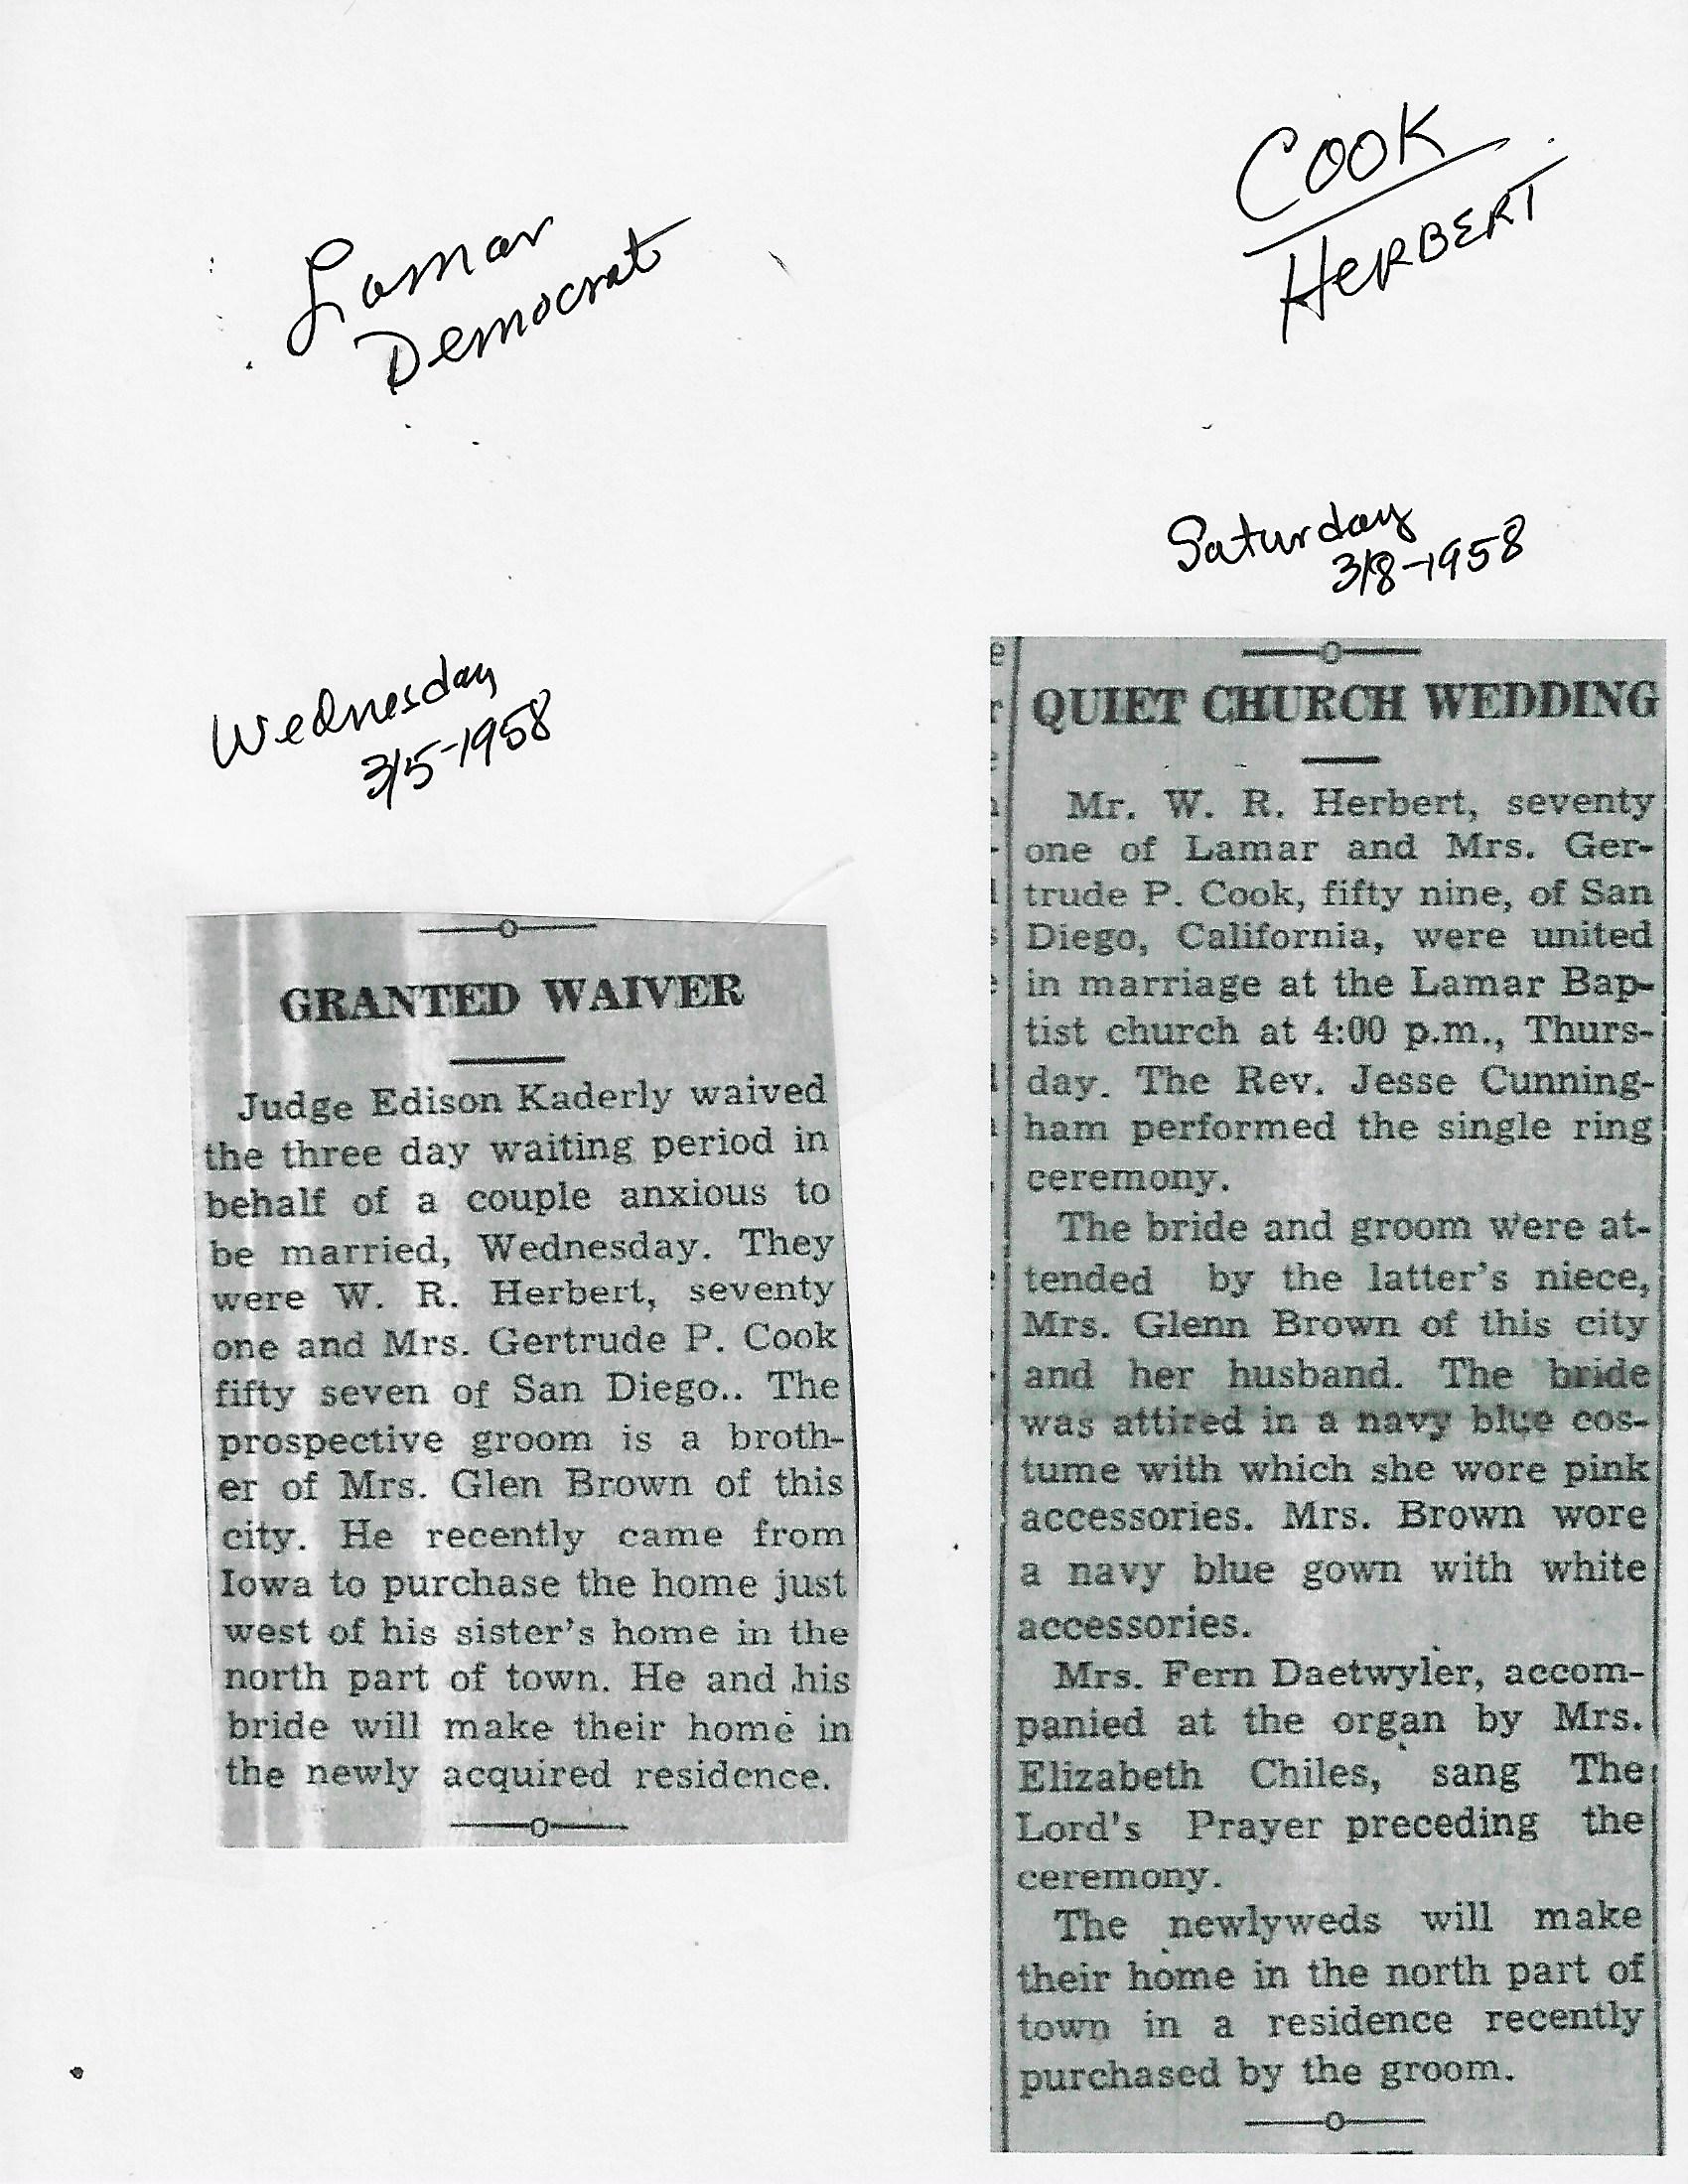 Lamar
Democrat
COOK
HERBERT
Wednesday
3/5-1958
GRANTED WAIVER
Judge Edison Kaderly waived
the three day waiting period in
behalf of a couple anxious to
be married, Wednesday. They
were W. R. Herbert, seventy
one and Mrs. Gertrude P. Cook
fifty seven of San Diego.. The
prospective groom is a broth-
er of Mrs. Glen Brown of this
city. He recently came from
Iowa to purchase the home just
west of his sister's home in the
north part of town. He and his
bride will make their home in
the newly acquired residence.
Saturday
3/8-1958
QUIET CHURCH WEDDING
Mr. W. R. Herbert, seventy
one of Lamar and Mrs. Ger-
trude P. Cook, fifty nine, of San
Diego, California, were united
in marriage at the Lamar Bap-
tist church at 4:00 p.m., Thurs-
day. The Rev. Jesse Cunning-
ham performed the single ring
ceremony.
The bride and groom were at-
tended by the latter's niece,
Mrs. Glenn Brown of this city
and her husband. The bride
was attired in a navy blue cos-
tume with which she wore pink
accessories. Mrs. Brown wore
a navy blue gown with white
accessories.
Mrs. Fern Daetwyler, accom-
panied at the organ by Mrs.
Elizabeth Chiles, sang The
Lord's Prayer preceding the
ceremony.
The newlyweds will make
their home in the north part of
town in a residence recently
purchased by the groom.